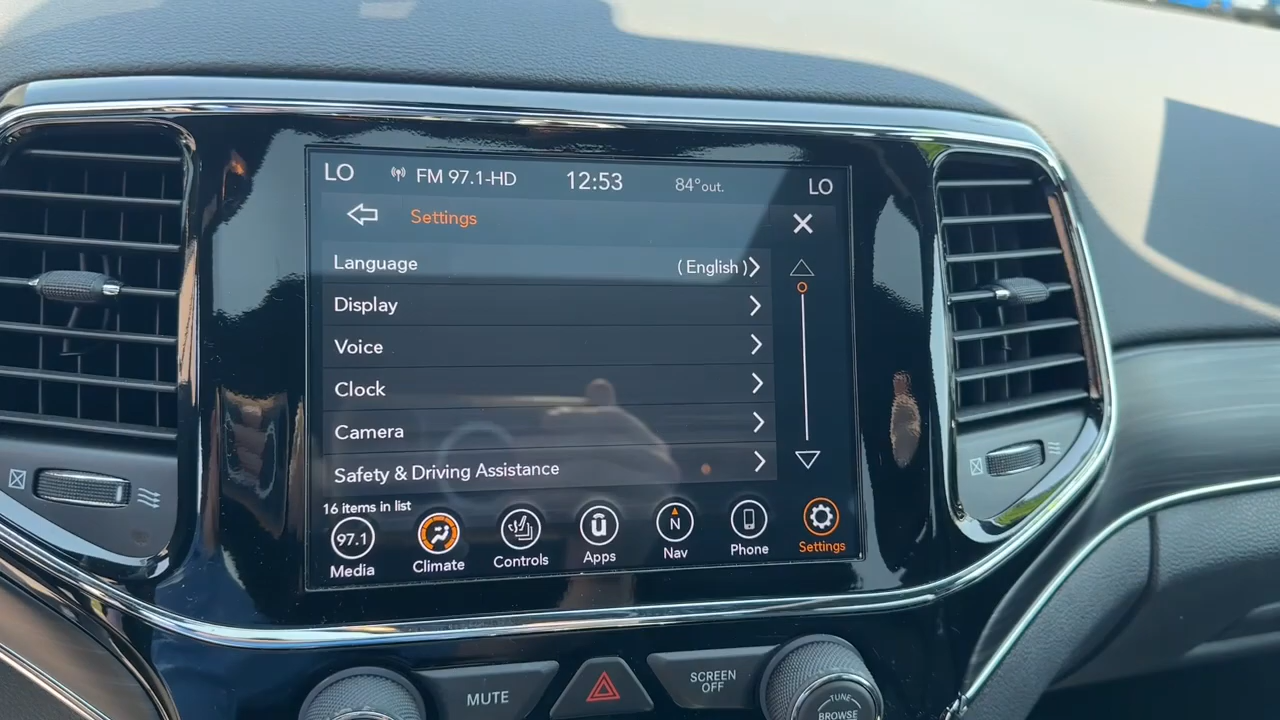 LO FM 97.1-HD 12:53 84°out. LO
Settings
Language (English)
Display
Voice
Clock
Camera
Safety & Driving Assistance
16 items in list
97.1 N
Media Climate Controls Apps Nav Phone Settings
MUTE
SCREEN OFF
TUNE
BROWSE